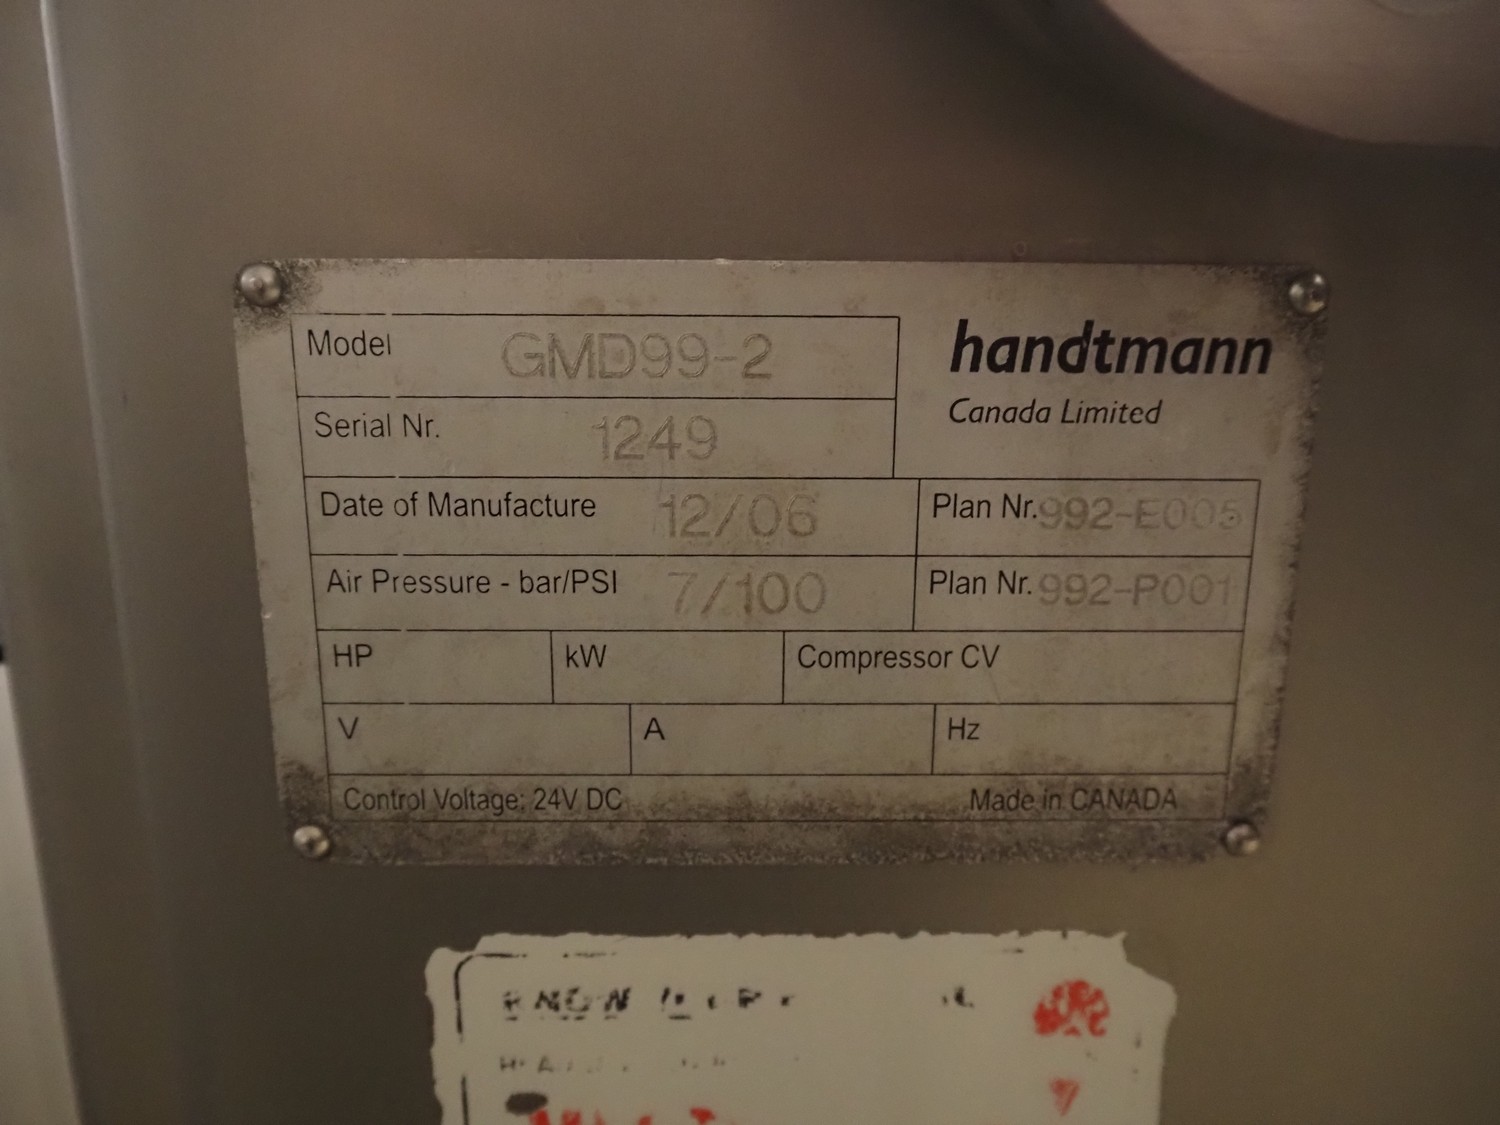 Model GMD99-2
handtmann
Canada Limited
Serial Nr. 1249
Date of Manufacture 12/06 Plan Nr. 992-E005
Air Pressure - bar/PSI 7/100 Plan Nr. 992-P001
HP kW Compressor CV
V A Hz
Control Voltage: 24V DC Made in CANADA